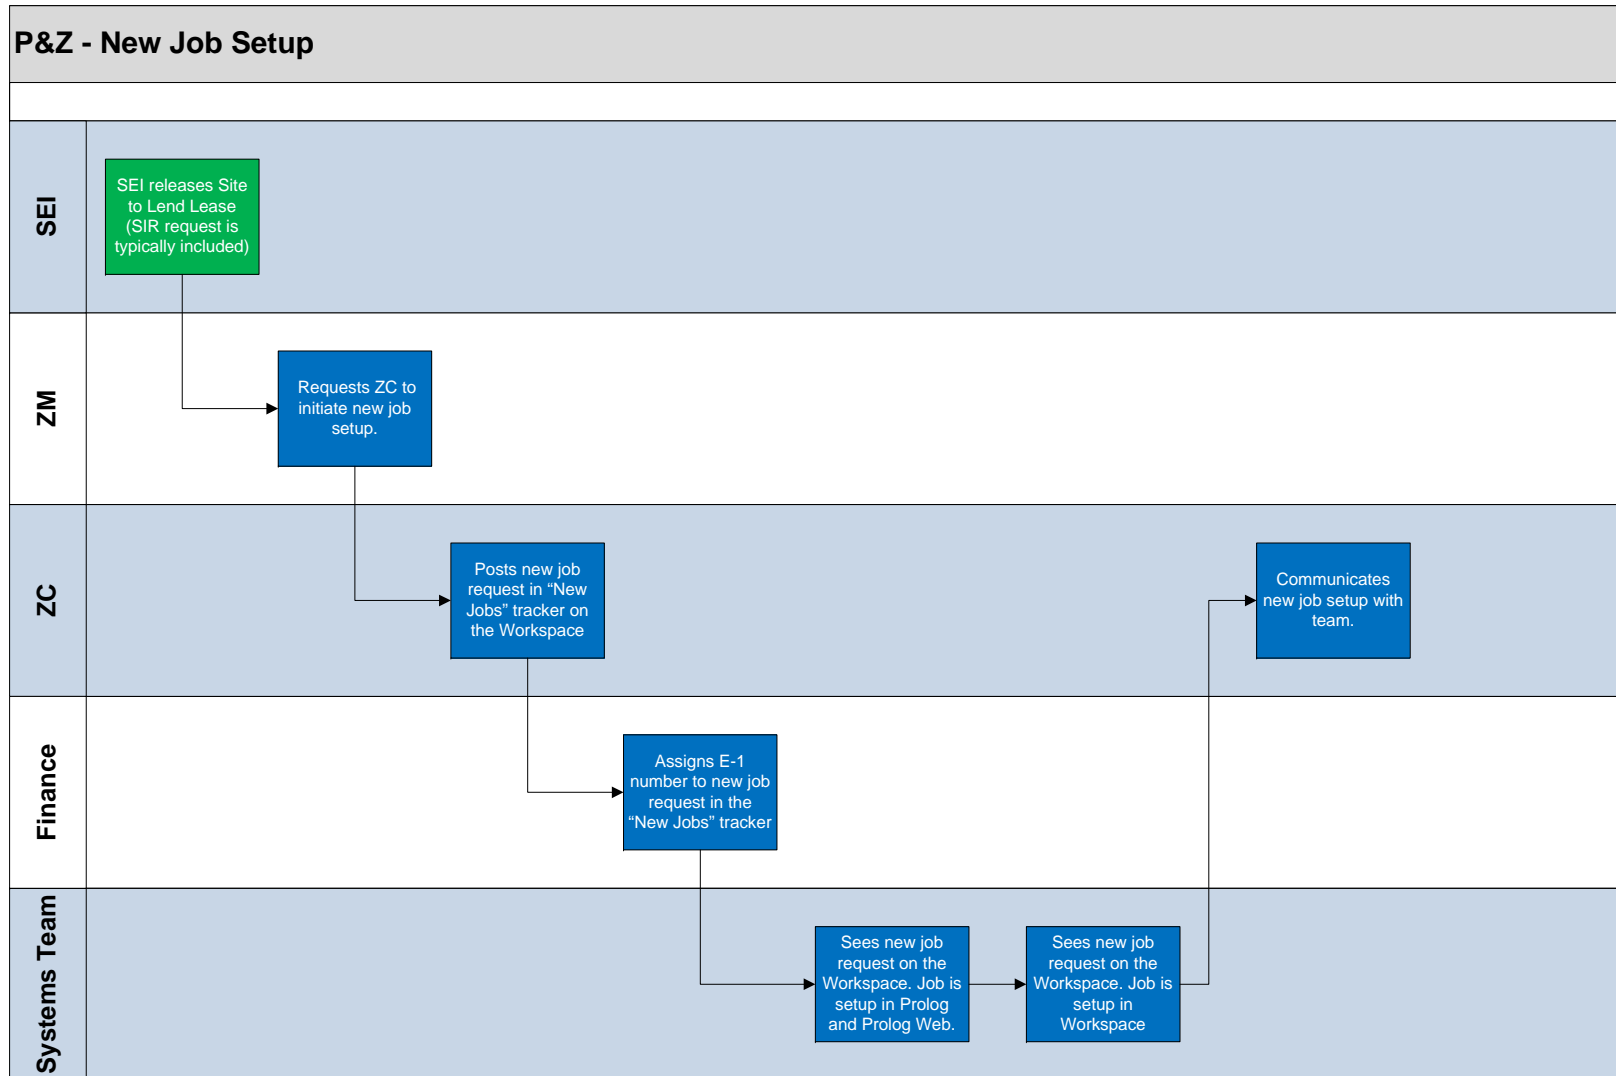 P&Z - New Job Setup
SEI
SEI releases Site
to Lend Lease
(SIR request is
typically included)
ZM
Requests ZC to
initiate new job
setup.
ZC
Posts new job
request in “New
Jobs” tracker on
the Workspace
Communicates
new job setup with
team.
Finance
Assigns E-1
number to new job
request in the
“New Jobs” tracker
Systems Team
Sees new job
request on the
Workspace. Job is
setup in Prolog
and Prolog Web.
Sees new job
request on the
Workspace. Job is
setup in
Workspace